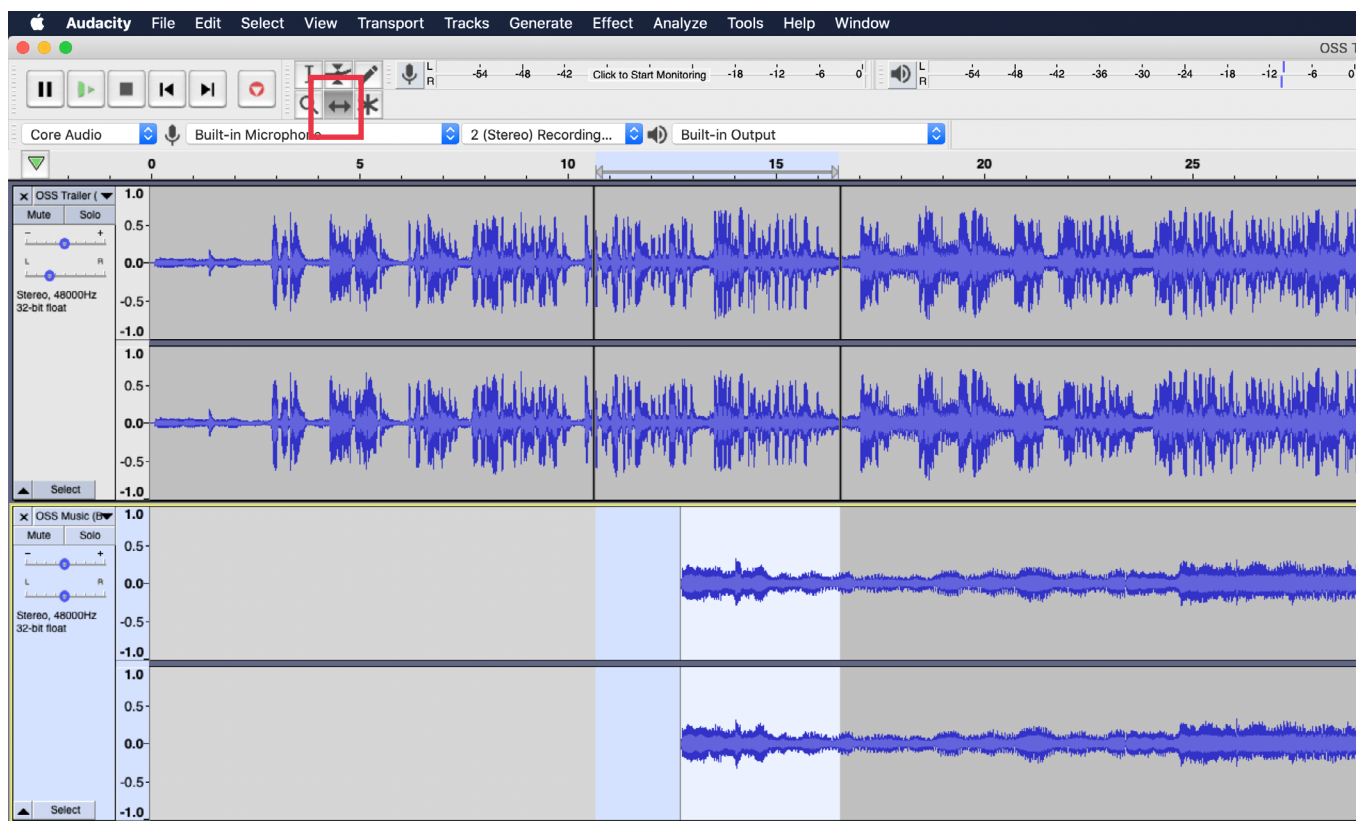 Audacity File Edit Select View Transport Tracks Generate Effect Analyze Tools Help Window
OSS T
L
R
-54 -48 -42 Click to Start Monitoring -18 -12 -6 0
L
R
-54 -48 -42 -36 -30 -24 -18 -12 -6 0
Core Audio Built-in Microphone 2 (Stereo) Recording... Built-in Output
0 5 10 15 20 25
OSS Trailer (
Mute Solo
- +
L R
Stereo, 48000Hz
32-bit float
Select
1.0
0.5
0.0
-0.5
-1.0
1.0
0.5
0.0
-0.5
-1.0
OSS Music (B
Mute Solo
- +
L R
Stereo, 48000Hz
32-bit float
Select
1.0
0.5
0.0
-0.5
-1.0
1.0
0.5
0.0
-0.5
-1.0